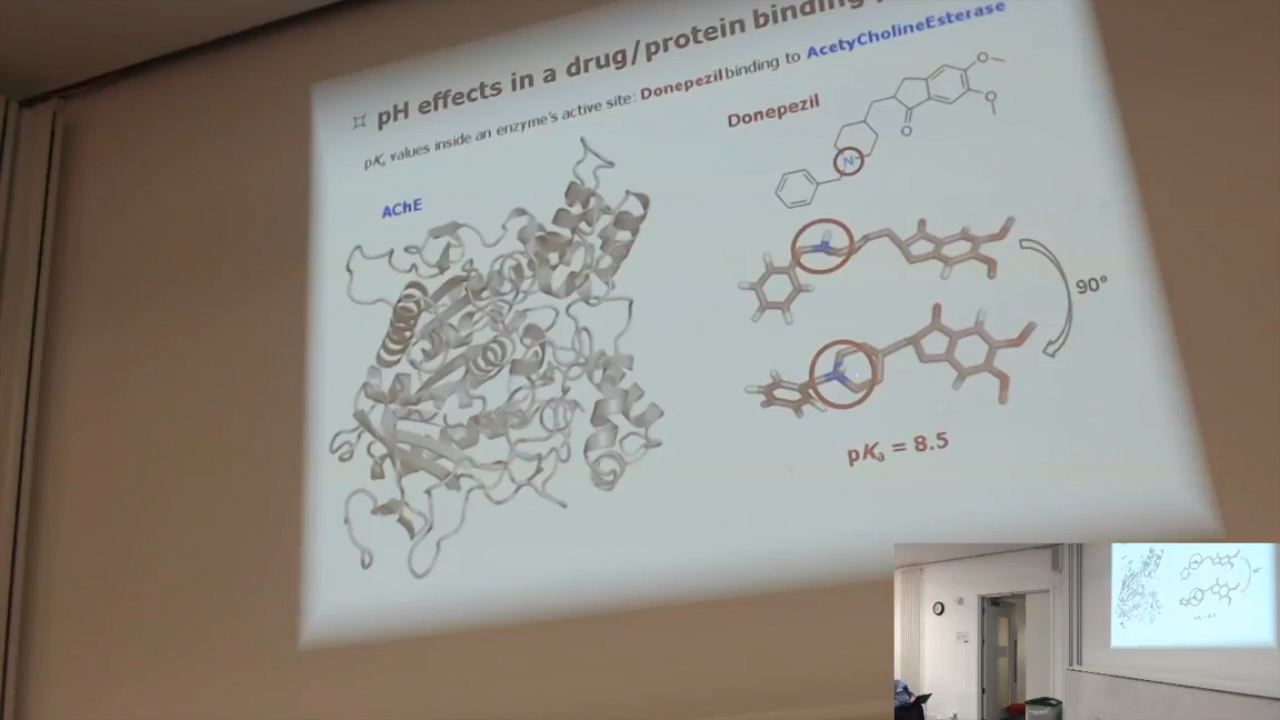 ⌑ pH effects in a drug/protein binding
pKa values inside an enzyme's active site: Donepezil binding to AcetyCholineEsterase
Donepezil
O
O
O
N
AChE
90°
pKa = 8.5